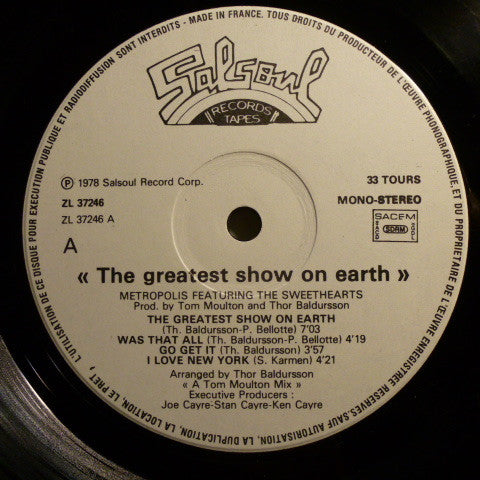 L'UTILISATION DE CE DISQUE POUR EXECUTION PUBLIQUE ET RADIODIFFUSION SONT INTERDITS - MADE IN FRANCE. TOUS DROITS DU PRODUCTEUR DE L'ŒUVRE PHONOGRAPHIQUE, ET DU PROPRIETAIRE DE L'ŒUVRE ENREGISTREE RESERVES. SAUF AUTORISATION, LA DUPLICATION, LA LOCATION, LE PRET,
Salsoul
RECORDS
TAPES
℗ 1978 Salsoul Record Corp.
33 TOURS
ZL 37246
MONO-STEREO
ZL 37246 A
SACEM
SACD
SDRM
SGDL
A
« The greatest show on earth »
METROPOLIS FEATURING THE SWEETHEARTS
Prod. by Tom Moulton and Thor Baldursson
THE GREATEST SHOW ON EARTH
(Th. Baldursson-P. Bellotte) 7'03
WAS THAT ALL (Th. Baldursson-P. Bellotte) 4'19
GO GET IT (Th. Baldursson) 3'57
I LOVE NEW YORK (S. Karmen) 4'21
Arranged by Thor Baldursson
« A Tom Moulton Mix »
Executive Producers :
Joe Cayre-Stan Cayre-Ken Cayre